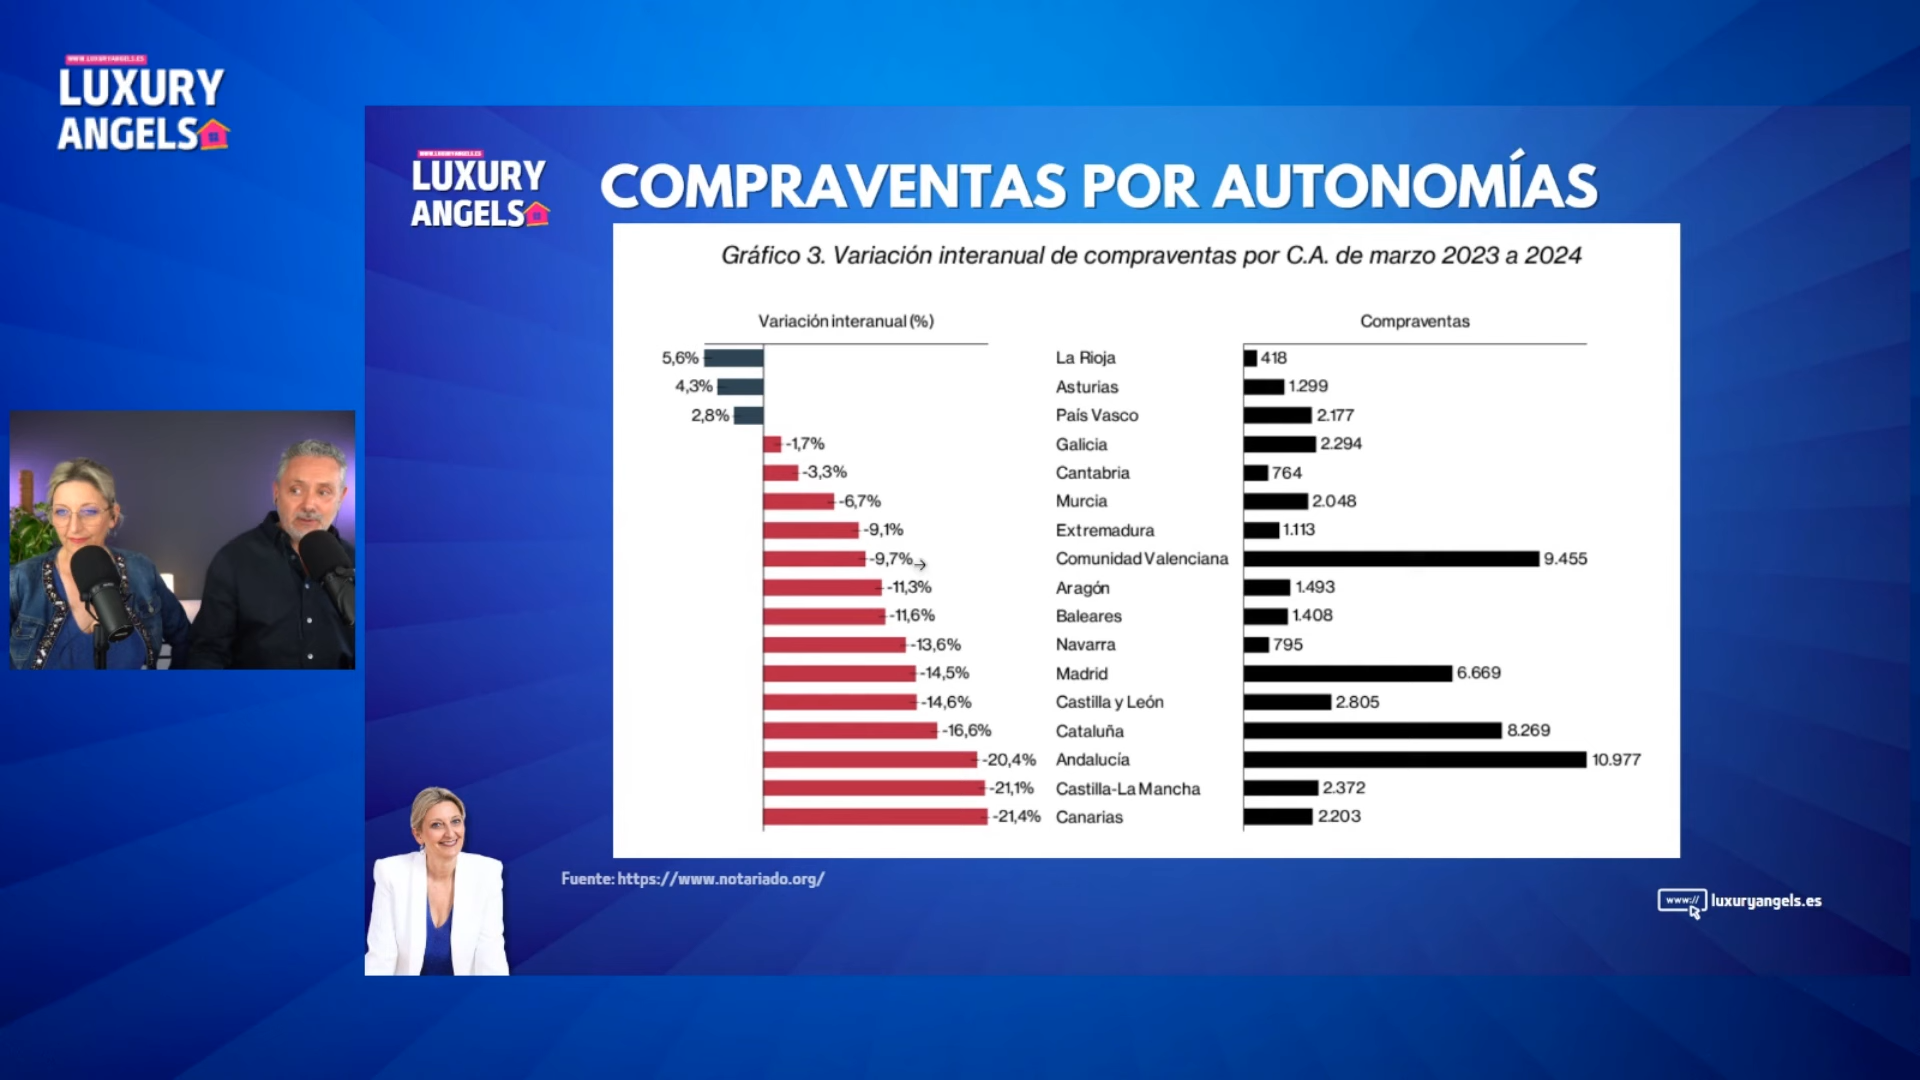 WWW.LUXURYANGELS.ES
LUXURY
ANGELS
WWW.LUXURYANGELS.ES
LUXURY
ANGELS
COMPRAVENTAS POR AUTONOMÍAS
Gráfico 3. Variación interanual de compraventas por C.A. de marzo 2023 a 2024
Variación interanual (%) Compraventas
5,6% La Rioja 418
4,3% Asturias 1.299
2,8% País Vasco 2.177
-1,7% Galicia 2.294
-3,3% Cantabria 764
-6,7% Murcia 2.048
-9,1% Extremadura 1.113
-9,7% Comunidad Valenciana 9.455
-11,3% Aragón 1.493
-11,6% Baleares 1.408
-13,6% Navarra 795
-14,5% Madrid 6.669
-14,6% Castilla y León 2.805
-16,6% Cataluña 8.269
-20,4% Andalucía 10.977
-21,1% Castilla-La Mancha 2.372
-21,4% Canarias 2.203
Fuente: https://www.notariado.org/
www:// luxuryangels.es